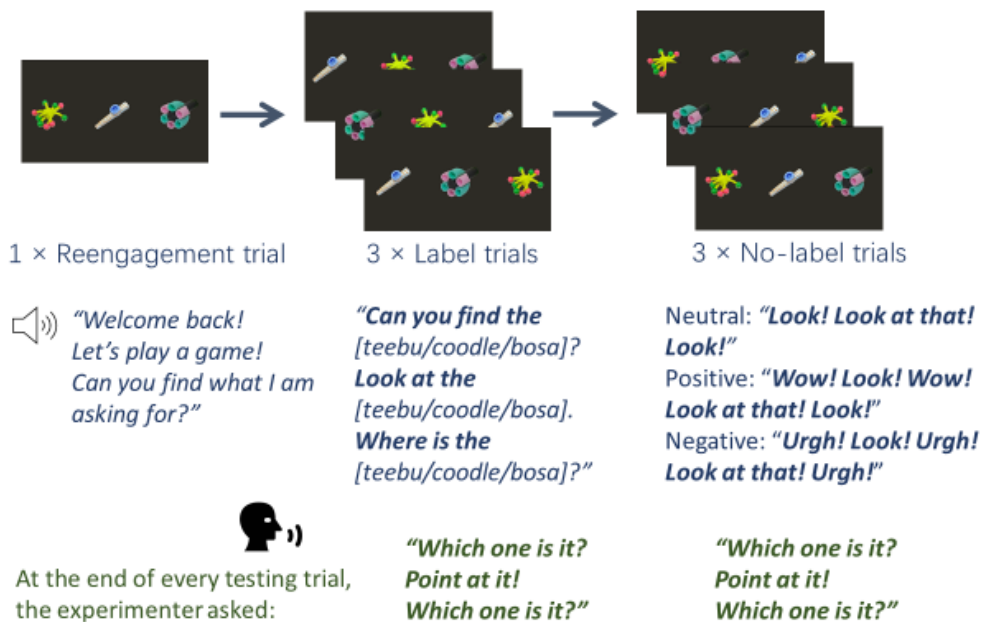 1 × Reengagement trial
3 × Label trials
3 × No-label trials
“Welcome back!
Let’s play a game!
Can you find what I am
asking for?”
“Can you find the
[teebu/coodle/bosa]?
Look at the
[teebu/coodle/bosa].
Where is the
[teebu/coodle/bosa]?”
Neutral: “Look! Look at that!
Look!”
Positive: “Wow! Look! Wow!
Look at that! Look!”
Negative: “Urgh! Look! Urgh!
Look at that! Urgh!”
At the end of every testing trial,
the experimenter asked:
“Which one is it?
Point at it!
Which one is it?”
“Which one is it?
Point at it!
Which one is it?”